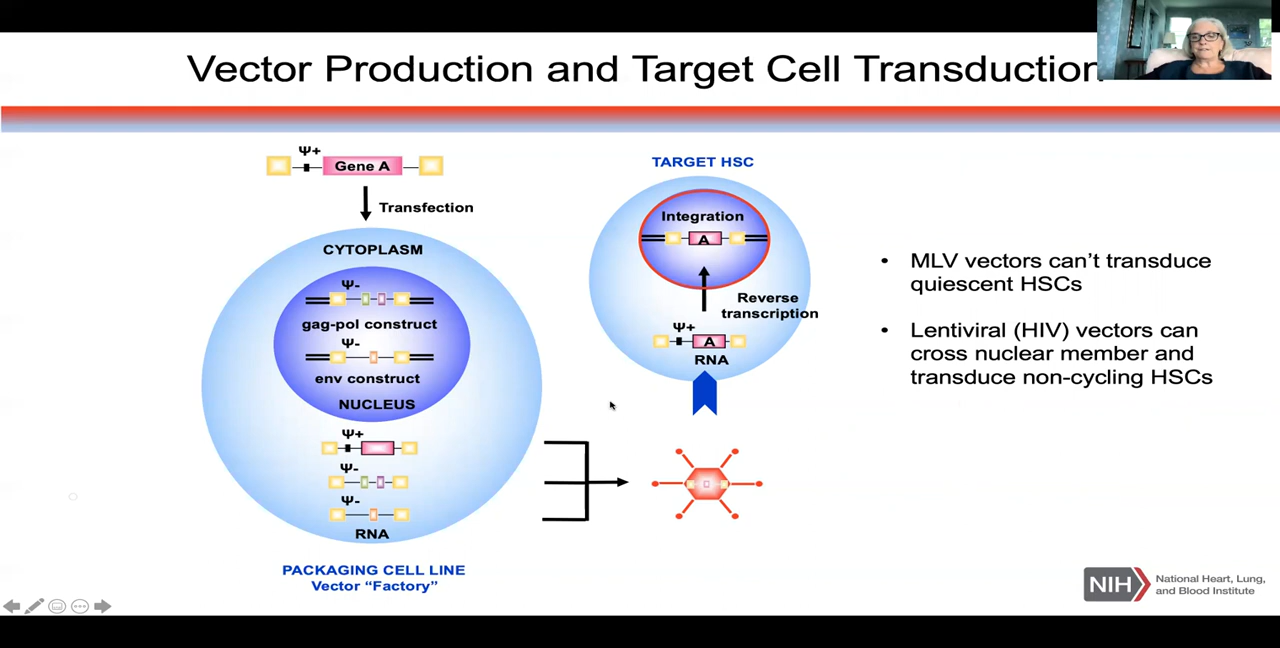 Vector Production and Target Cell Transduction
Ψ+
Gene A
Transfection
CYTOPLASM
Ψ-
gag-pol construct
Ψ-
env construct
NUCLEUS
Ψ+
Ψ-
Ψ-
RNA
PACKAGING CELL LINE
Vector “Factory”
TARGET HSC
Integration
A
Reverse
transcription
Ψ+
A
RNA
• MLV vectors can’t transduce
quiescent HSCs
• Lentiviral (HIV) vectors can
cross nuclear member and
transduce non-cycling HSCs
NIH
National Heart, Lung,
and Blood Institute